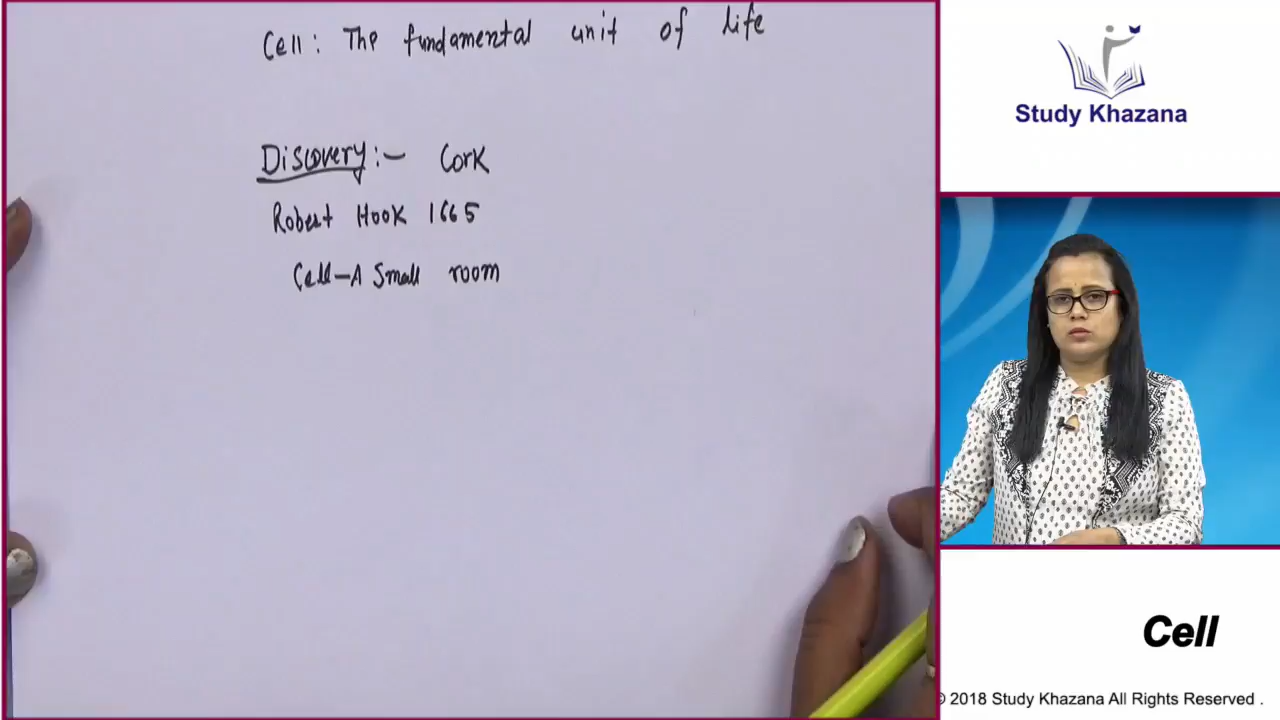 Cell: The fundamental unit of life
Discovery:- Cork
Robert Hook 1665
Cell-A Small room
Study Khazana
Cell
© 2018 Study Khazana All Rights Reserved .